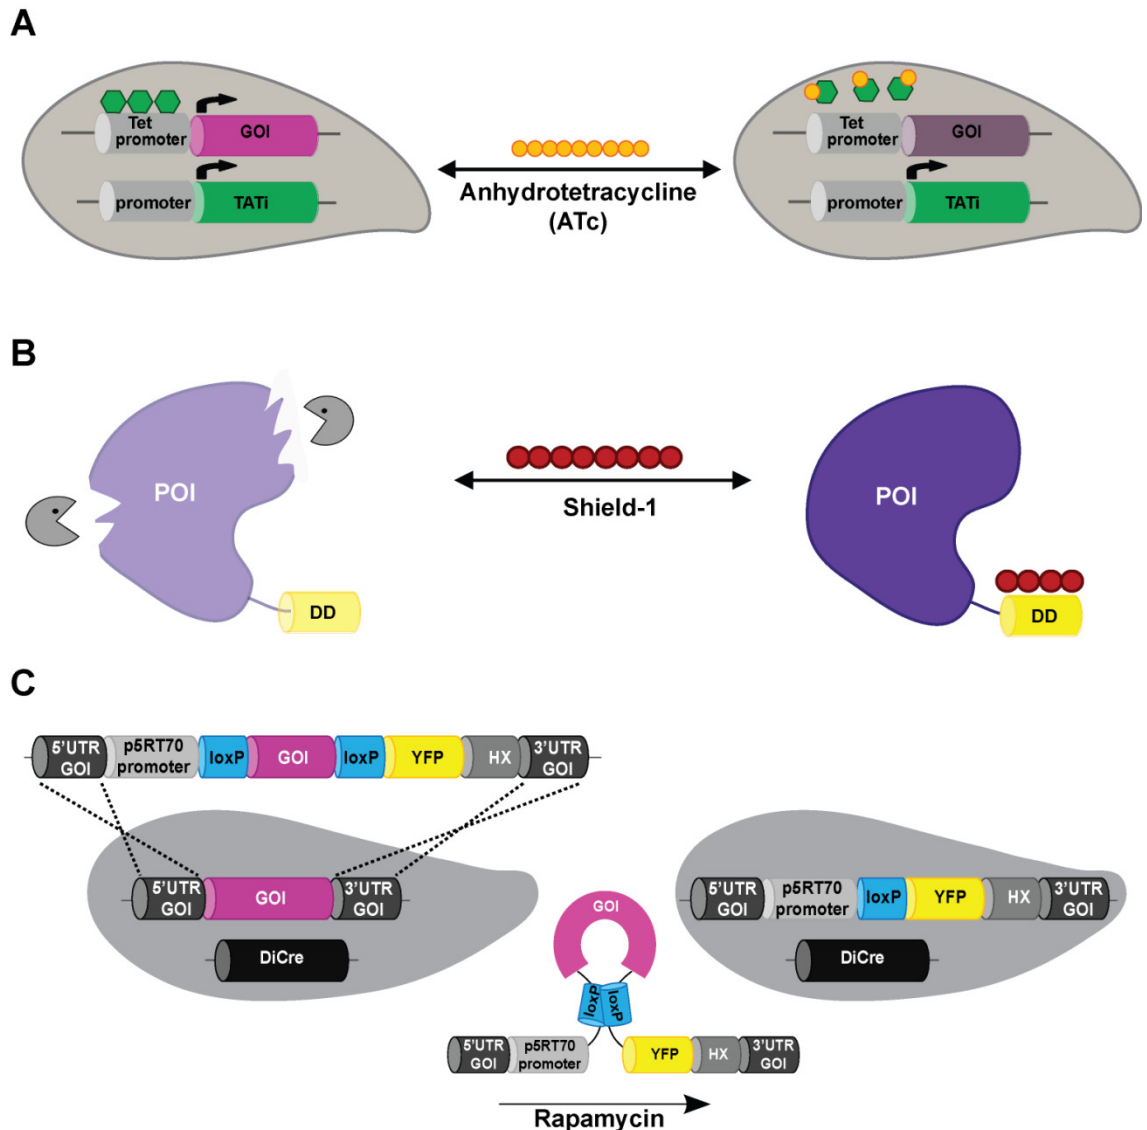 A
Tet
promoter
GOI
promoter
TATi
Anhydrotetracycline
(ATc)
Tet
promoter
GOI
promoter
TATi
B
POI
DD
Shield-1
POI
DD
C
5'UTR
GOI
p5RT70
promoter
loxP
GOI
loxP
YFP
HX
3'UTR
GOI
5'UTR
GOI
GOI
3'UTR
GOI
DiCre
GOI
loxP
loxP
5'UTR
GOI
p5RT70
promoter
YFP
HX
3'UTR
GOI
Rapamycin
5'UTR
GOI
p5RT70
promoter
loxP
YFP
HX
3'UTR
GOI
DiCre